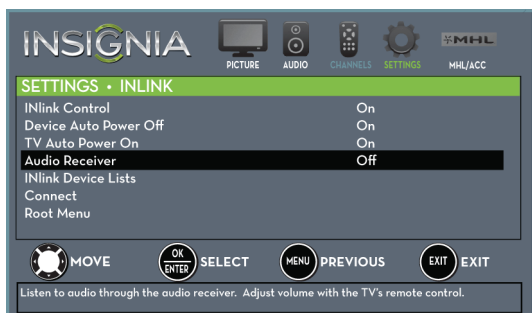 INSIGNIA
PICTURE AUDIO CHANNELS SETTINGS MHL MHL/ACC
SETTINGS • INLINK
INlink Control On
Device Auto Power Off On
TV Auto Power On On
Audio Receiver Off
INlink Device Lists
Connect
Root Menu
MOVE OK ENTER SELECT MENU PREVIOUS EXIT EXIT
Listen to audio through the audio receiver. Adjust volume with the TV's remote control.